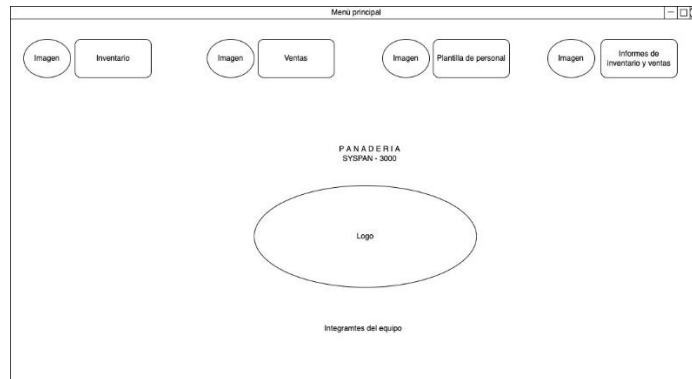 Menú principal
Imagen
Inventario
Imagen
Ventas
Imagen
Plantilla de personal
Imagen
Informes de
inventario y ventas
P A N A D E R I A
SYSPAN - 3000
Logo
Integramtes del equipo